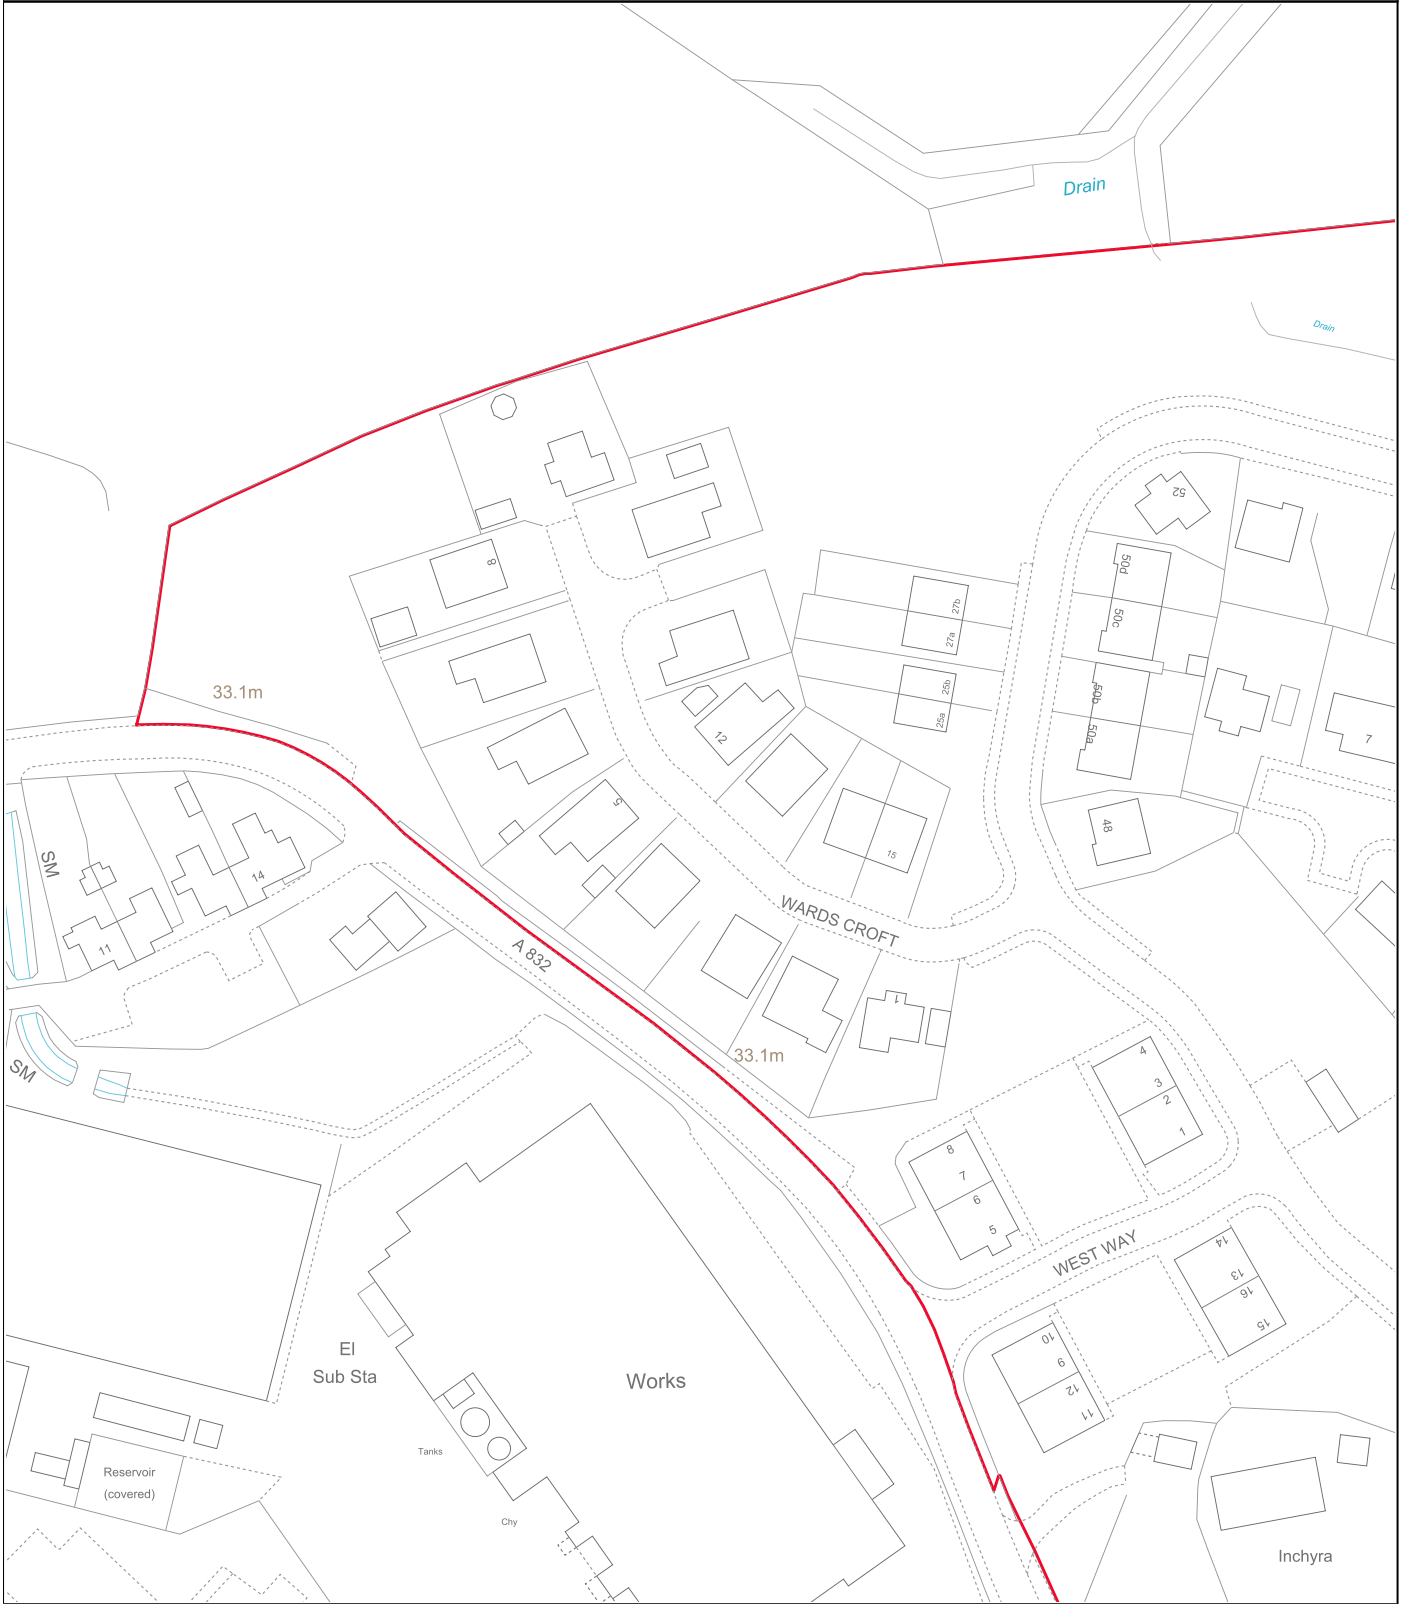 Drain
Drain
52
50d
8
27b
50c
27a
33.1m
25b
50b
25a
12
50a
7
5
48
SM
15
14
WARDS CROFT
11
A 832
1
SM
33.1m
4
3
2
1
8
7
6
5
WEST WAY
14
13
16
15
10
9
12
11
El
Sub Sta
Works
Tanks
Reservoir
(covered)
Chy
Inchyra